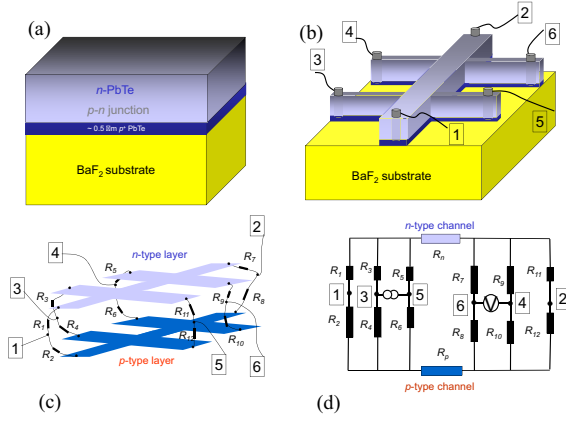 (a)
n-PbTe
p-n junction
~ 0.5 IIm p⁺ PbTe
BaF₂ substrate
(b)
2
4
6
3
1
5
BaF₂ substrate
2
n-type layer
4
R₇
R₅
3
R₃
R₉
R₈
R₁
R₄
R₆
R₁₁
R₁₂
R₁₀
1
R₂
p-type layer
5
6
(c)
n-type channel
Rₙ
R₁
R₃
R₅
R₇
R₉
R₁₁
1
3
5
6
V
4
2
R₂
R₄
R₆
R₈
R₁₀
R₁₂
Rₚ
p-type channel
(d)